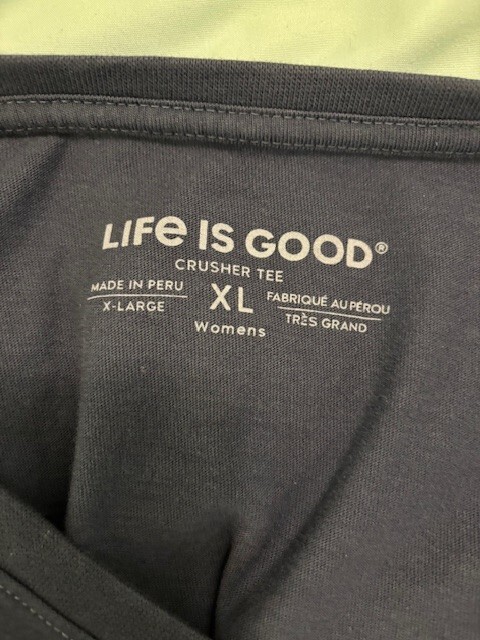 LIFe IS GOOD®
CRUSHER TEE
MADE IN PERU
X-LARGE
XL
Womens
FABRIQUÉ AU PÉROU
TRÈS GRAND